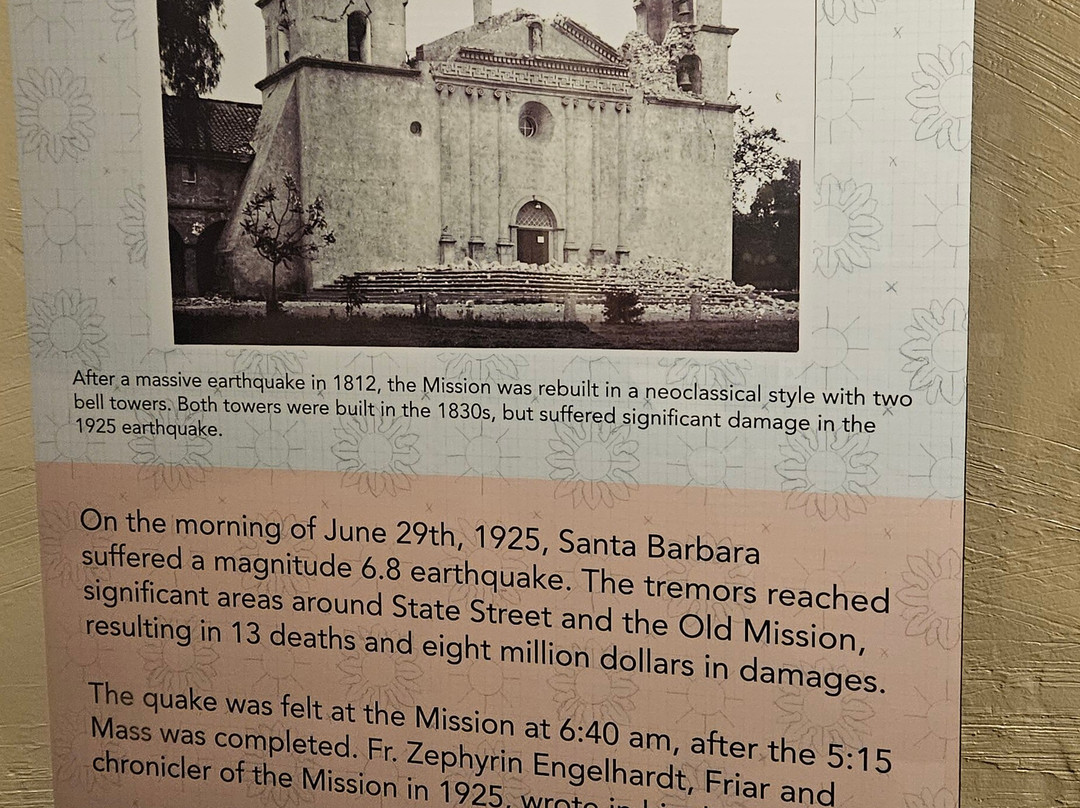 After a massive earthquake in 1812, the Mission was rebuilt in a neoclassical style with two
bell towers. Both towers were built in the 1830s, but suffered significant damage in the
1925 earthquake.
On the morning of June 29th, 1925, Santa Barbara
suffered a magnitude 6.8 earthquake. The tremors reached
significant areas around State Street and the Old Mission,
resulting in 13 deaths and eight million dollars in damages.
The quake was felt at the Mission at 6:40 am, after the 5:15
Mass was completed. Fr. Zephyrin Engelhardt, Friar and
chronicler of the Mission in 1925, wrote in